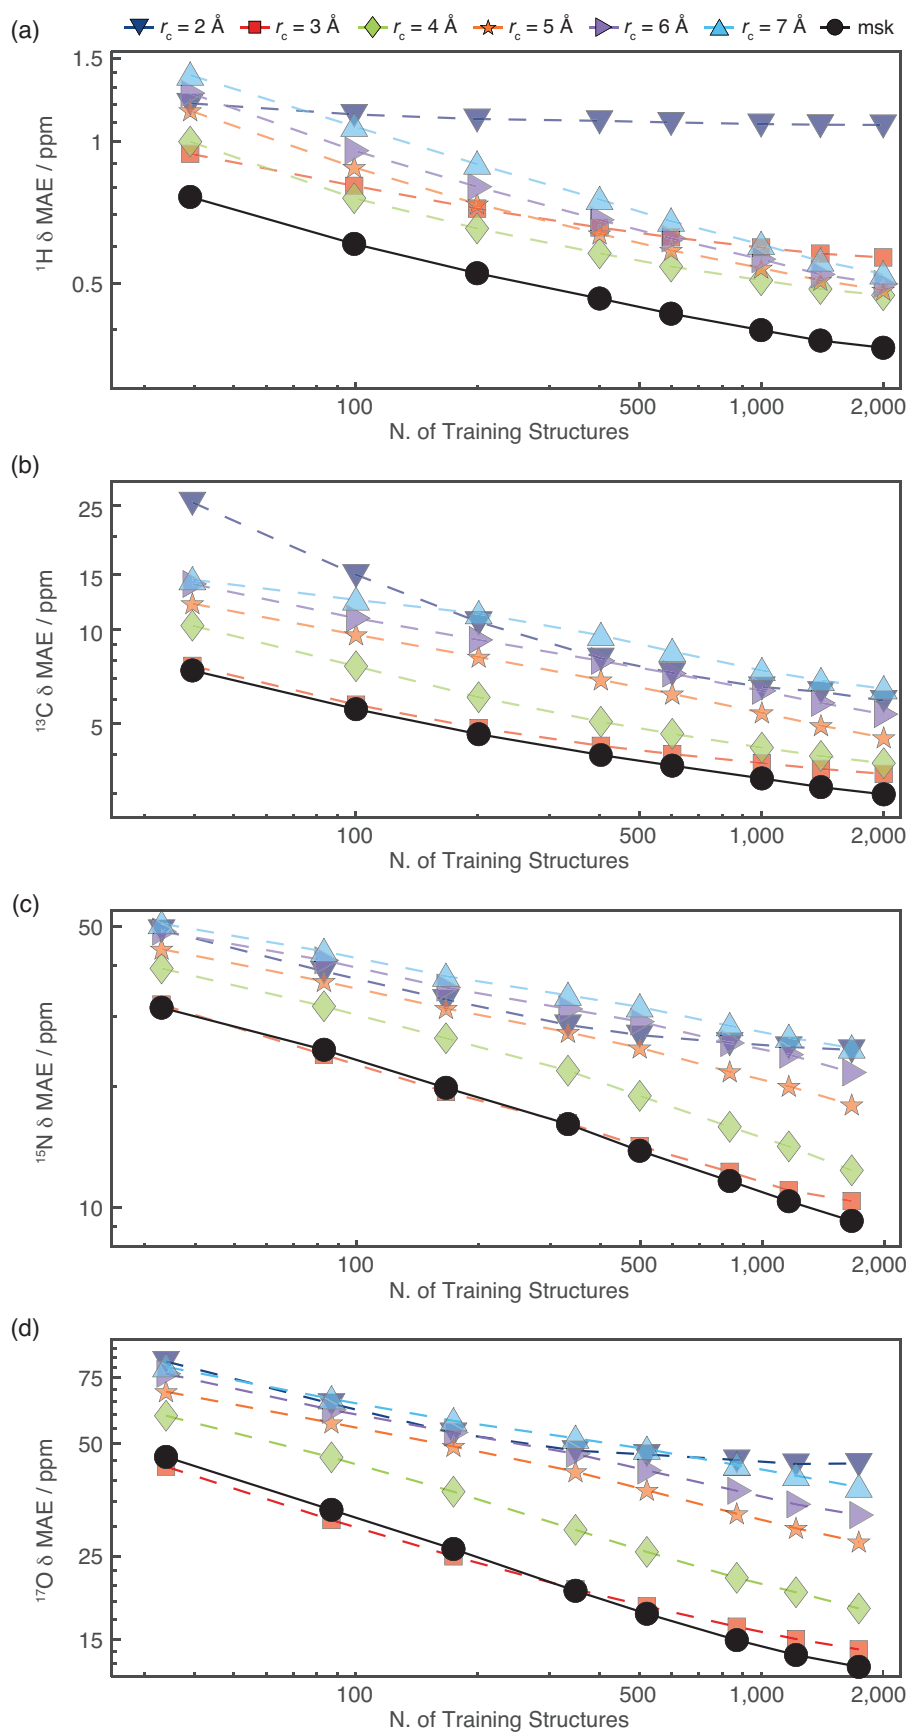 (a)
r_c = 2 Å r_c = 3 Å r_c = 4 Å r_c = 5 Å r_c = 6 Å r_c = 7 Å msk
1.5
1
0.5
¹H δ MAE / ppm
100 500 1,000 2,000
N. of Training Structures
(b)
25
15
10
5
¹³C δ MAE / ppm
100 500 1,000 2,000
N. of Training Structures
(c)
50
10
¹⁵N δ MAE / ppm
100 500 1,000 2,000
N. of Training Structures
(d)
75
50
25
15
¹⁷O δ MAE / ppm
100 500 1,000 2,000
N. of Training Structures